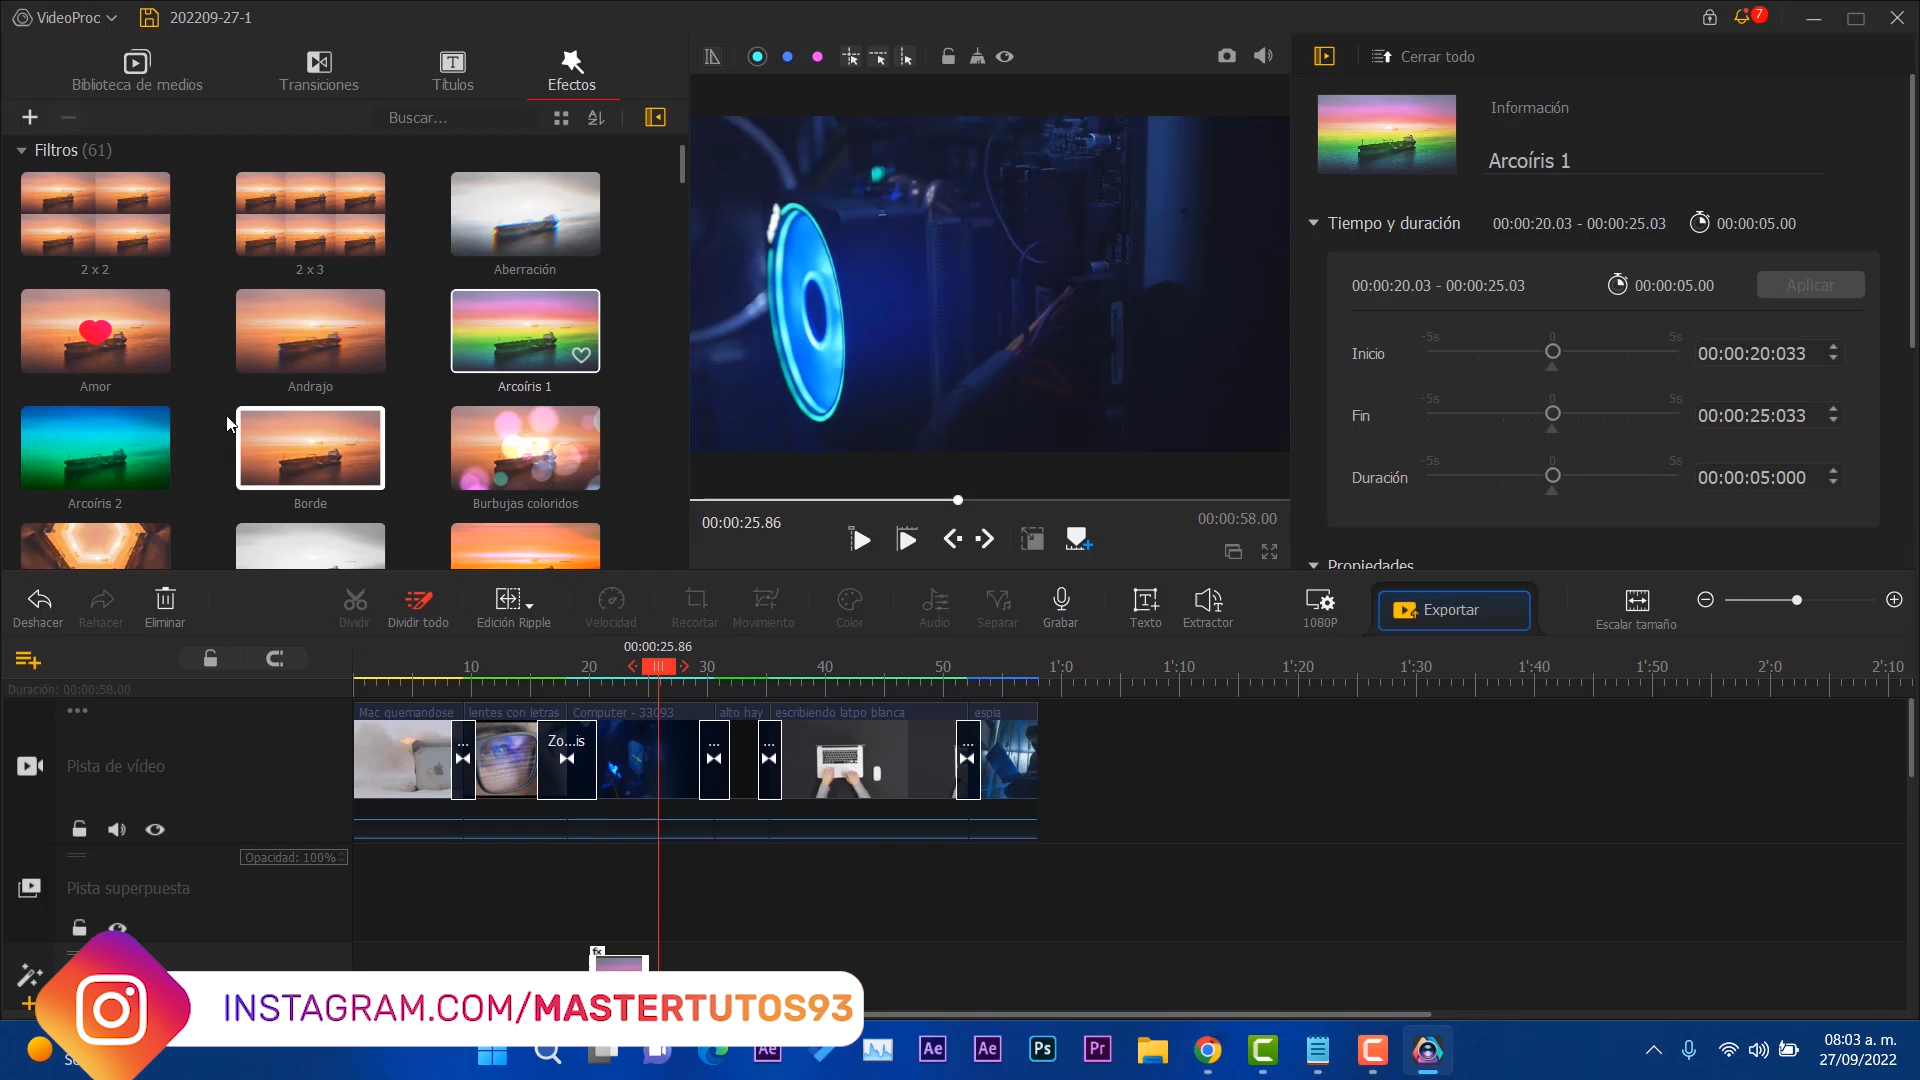 VideoProc
202209-27-1
7
Biblioteca de medios
Transiciones
Títulos
Efectos
Buscar...
Filtros (61)
2 x 2
2 x 3
Aberración
Amor
Andrajo
Arcoíris 1
Arcoíris 2
Borde
Burbujas coloridos
00:00:25.86
00:00:58.00
Cerrar todo
Información
Arcoíris 1
Tiempo y duración
00:00:20.03 - 00:00:25.03
00:00:05.00
00:00:20.03 - 00:00:25.03
00:00:05.00
Aplicar
-5s 0 5s
Inicio
00:00:20:033
-5s 0 5s
Fin
00:00:25:033
-5s 0 5s
Duración
00:00:05:000
Propiedades
Deshacer
Rehacer
Eliminar
Dividir
Dividir todo
Edición Ripple
Velocidad
Recortar
Movimiento
Color
Audio
Separar
Grabar
Texto
Extractor
1080P
Exportar
Escalar tamaño
00:00:25.86
10 20 30 40 50 1':0 1':10 1':20 1':30 1':40 1':50 2':0 2':10
Duración: 00:00:58.00
Mac quemandose
lentes con letras
Computer - 33093
alto hay
escribiendo latpo blanca
espia
Zo...is
Pista de vídeo
Opacidad: 100%
Pista superpuesta
fx
INSTAGRAM.COM/MASTERTUTOS93
Ae
Ae
Ae
Ps
Pr
08:03 a. m.
27/09/2022